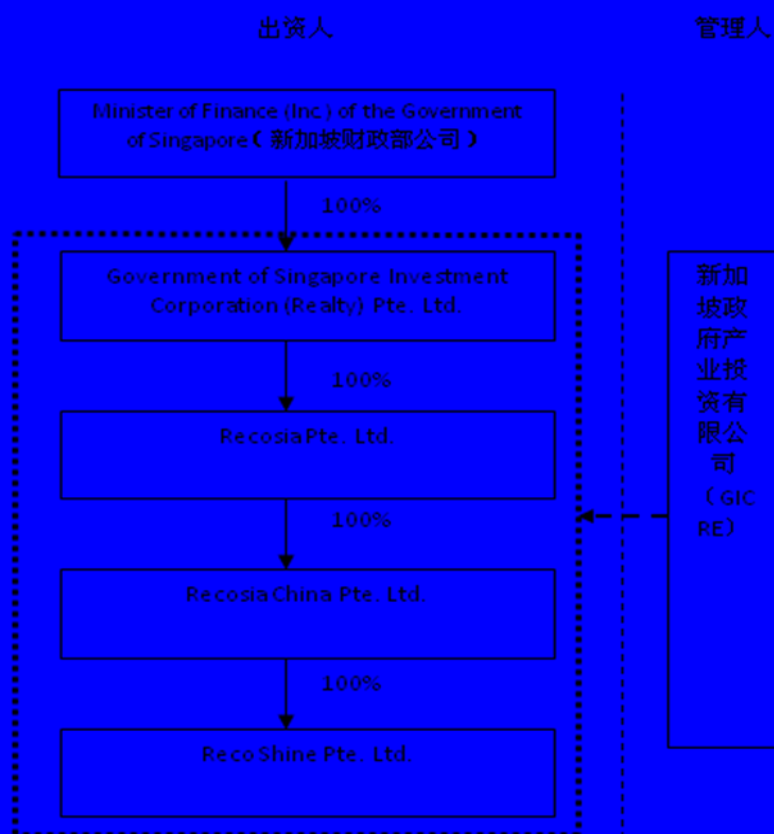 出资人
管理人
Minister of Finance (Inc.) of the Government
of Singapore（新加坡财政部公司）
100%
Government of Singapore Investment
Corporation (Realty) Pte. Ltd.
100%
Recosia Pte. Ltd.
100%
Recosia China Pte. Ltd.
100%
Reco Shine Pte. Ltd.
新加
坡政
府产
业投
资有
限公
司
（GIC
RE）